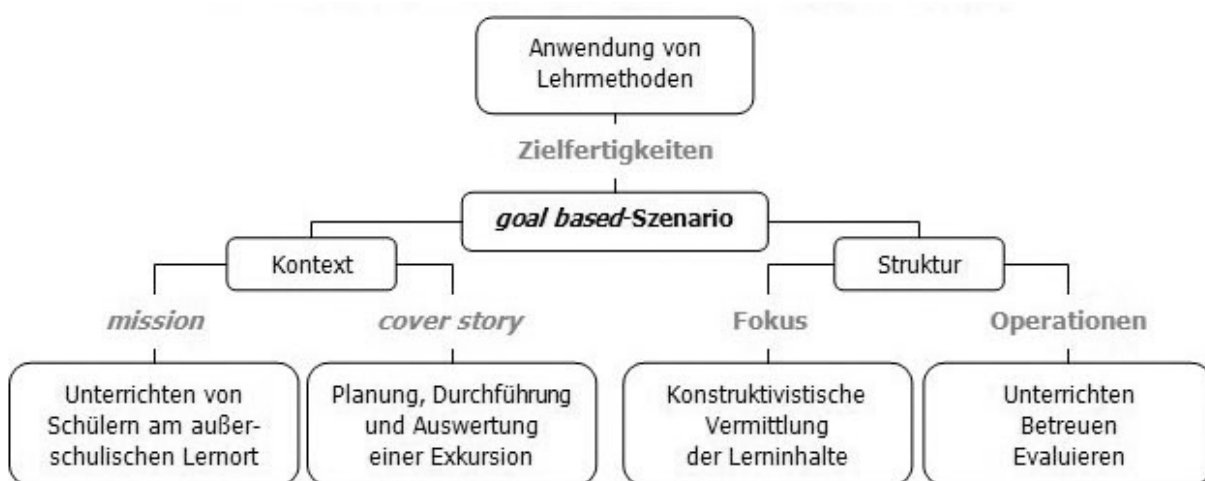 Anwendung von
Lehrmethoden
Zielfertigkeiten
goal based-Szenario
Kontext
Struktur
mission
cover story
Fokus
Operationen
Unterrichten von
Schülern am außer-
schulischen Lernort
Planung, Durchführung
und Auswertung
einer Exkursion
Konstruktivistische
Vermittlung
der Lerninhalte
Unterrichten
Betreuen
Evaluieren